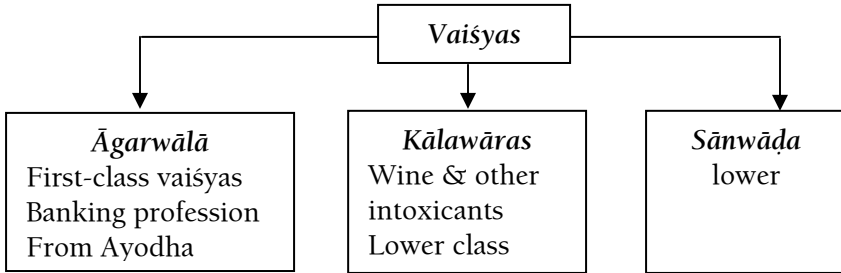 Vaiśyas
Āgarwālā
First-class vaiśyas
Banking profession
From Ayodha
Kālawāras
Wine & other
intoxicants
Lower class
Sānwāḍa
lower